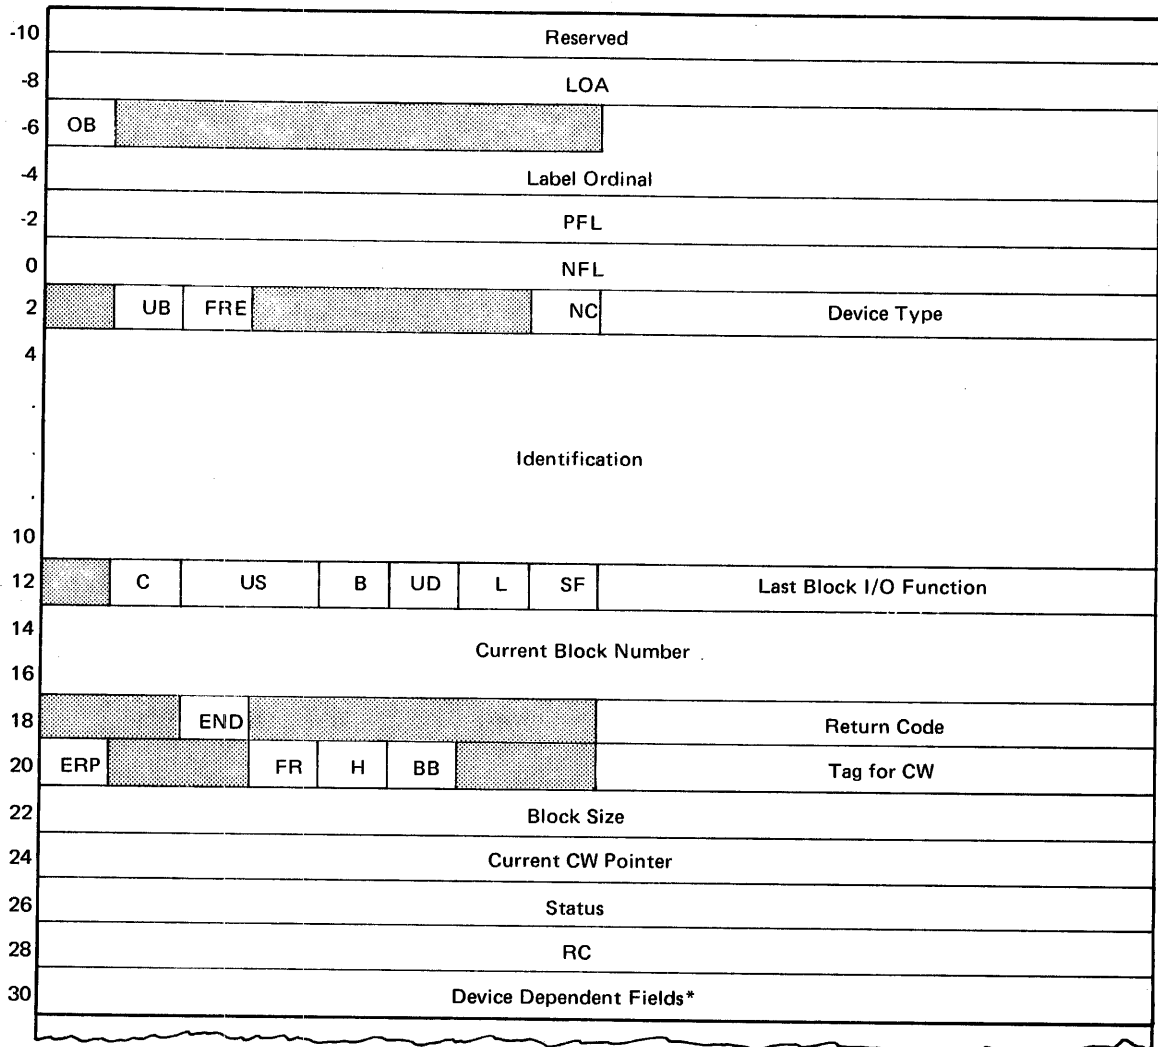 -10 Reserved
-8 LOA
-6 OB
-4 Label Ordinal
-2 PFL
0 NFL
2 UB FRE NC Device Type
4
.
. Identification
.
10
12 C US B UD L SF Last Block I/O Function
14
Current Block Number
16
18 END Return Code
20 ERP FR H BB Tag for CW
22 Block Size
24 Current CW Pointer
26 Status
28 RC
30 Device Dependent Fields*